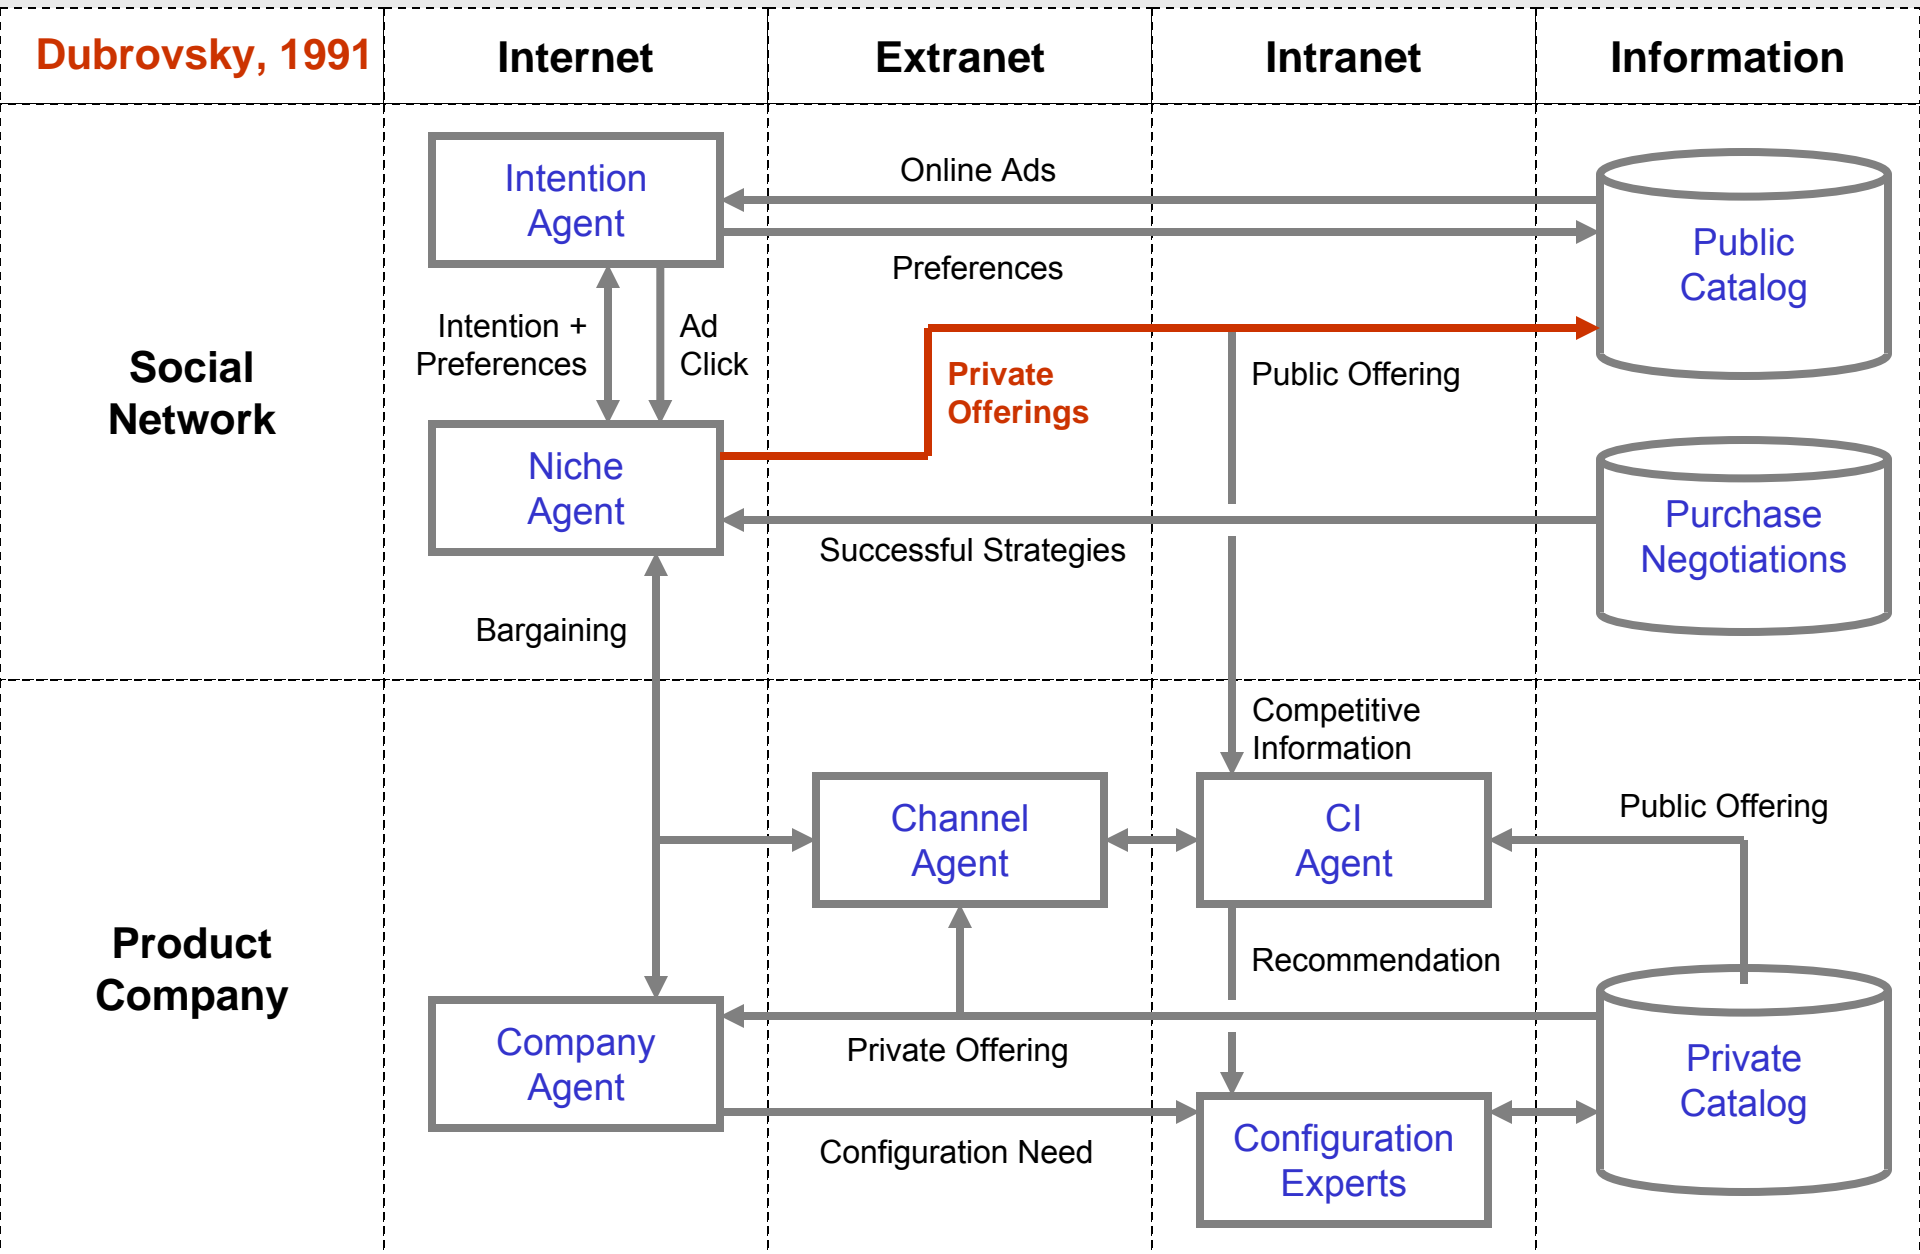 Dubrovsky, 1991
Internet
Extranet
Intranet
Information
Social
Network
Intention
Agent
Online Ads
Preferences
Public
Catalog
Intention +
Preferences
Ad
Click
Private
Offerings
Public Offering
Niche
Agent
Successful Strategies
Purchase
Negotiations
Bargaining
Product
Company
Competitive
Information
Channel
Agent
CI
Agent
Public Offering
Recommendation
Company
Agent
Private Offering
Private
Catalog
Configuration Need
Configuration
Experts